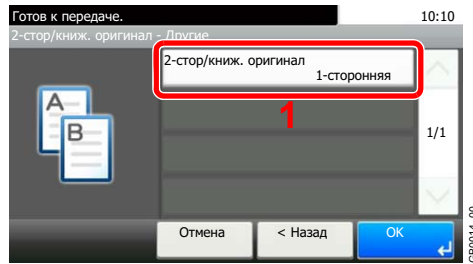 Готов к передаче.
10:10
2-стор/книж. оригинал - Другие
2-стор/книж. оригинал
1-сторонняя
A
B
1
1/1
Отмена
< Назад
OK